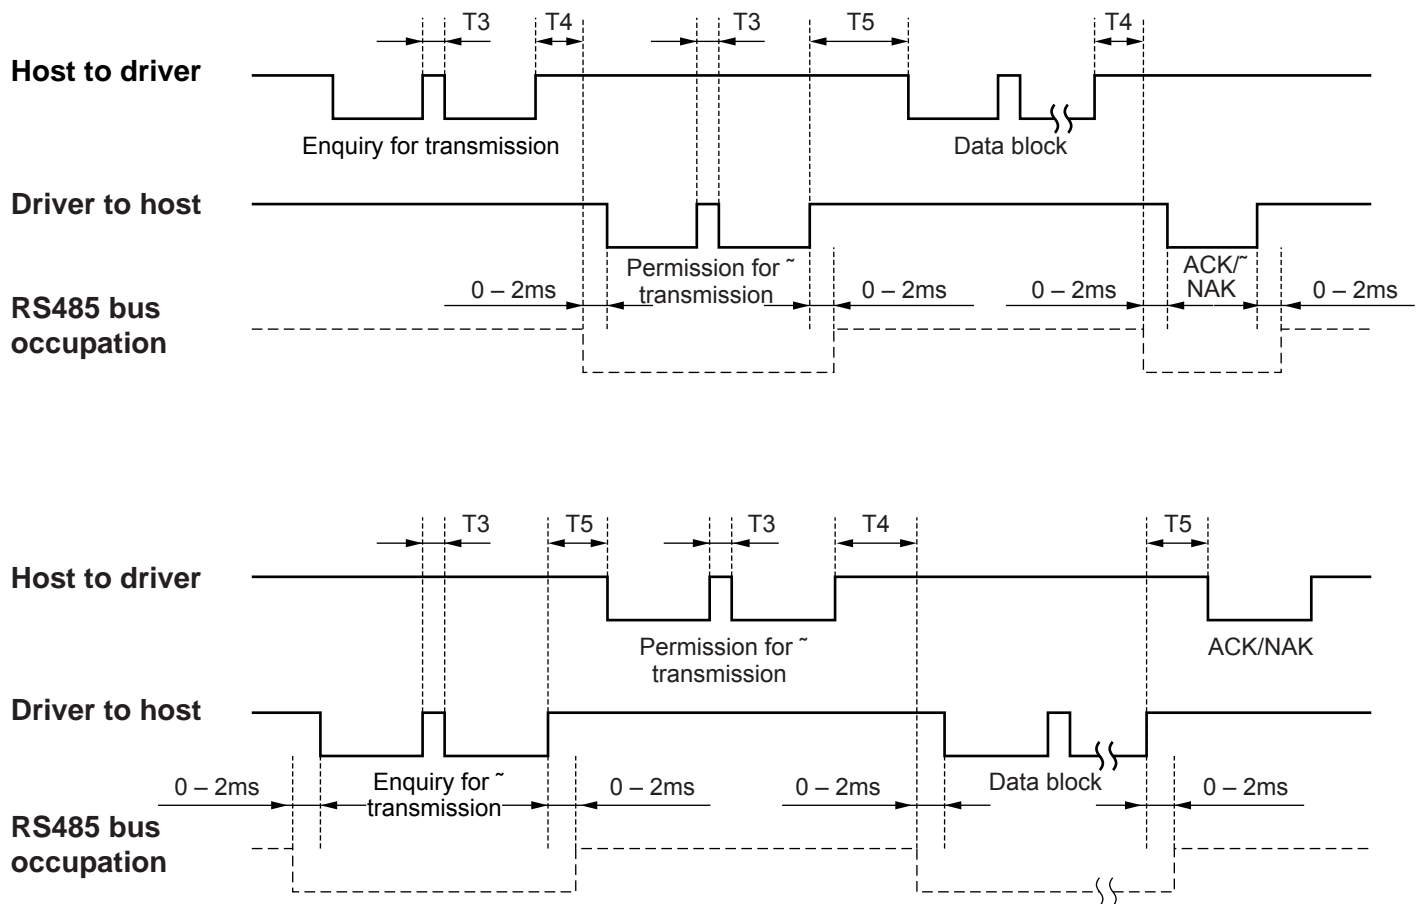 T3 T4 T3 T5 T4
Host to driver
Enquiry for transmission
Data block
Driver to host
Permission for ˜
transmission
ACK/˜
NAK
0 – 2ms 0 – 2ms 0 – 2ms 0 – 2ms
RS485 bus
occupation
T3 T5 T3 T4 T5
Host to driver
Permission for ˜
transmission
ACK/NAK
Driver to host
Enquiry for ˜
transmission
Data block
0 – 2ms 0 – 2ms 0 – 2ms 0 – 2ms
RS485 bus
occupation